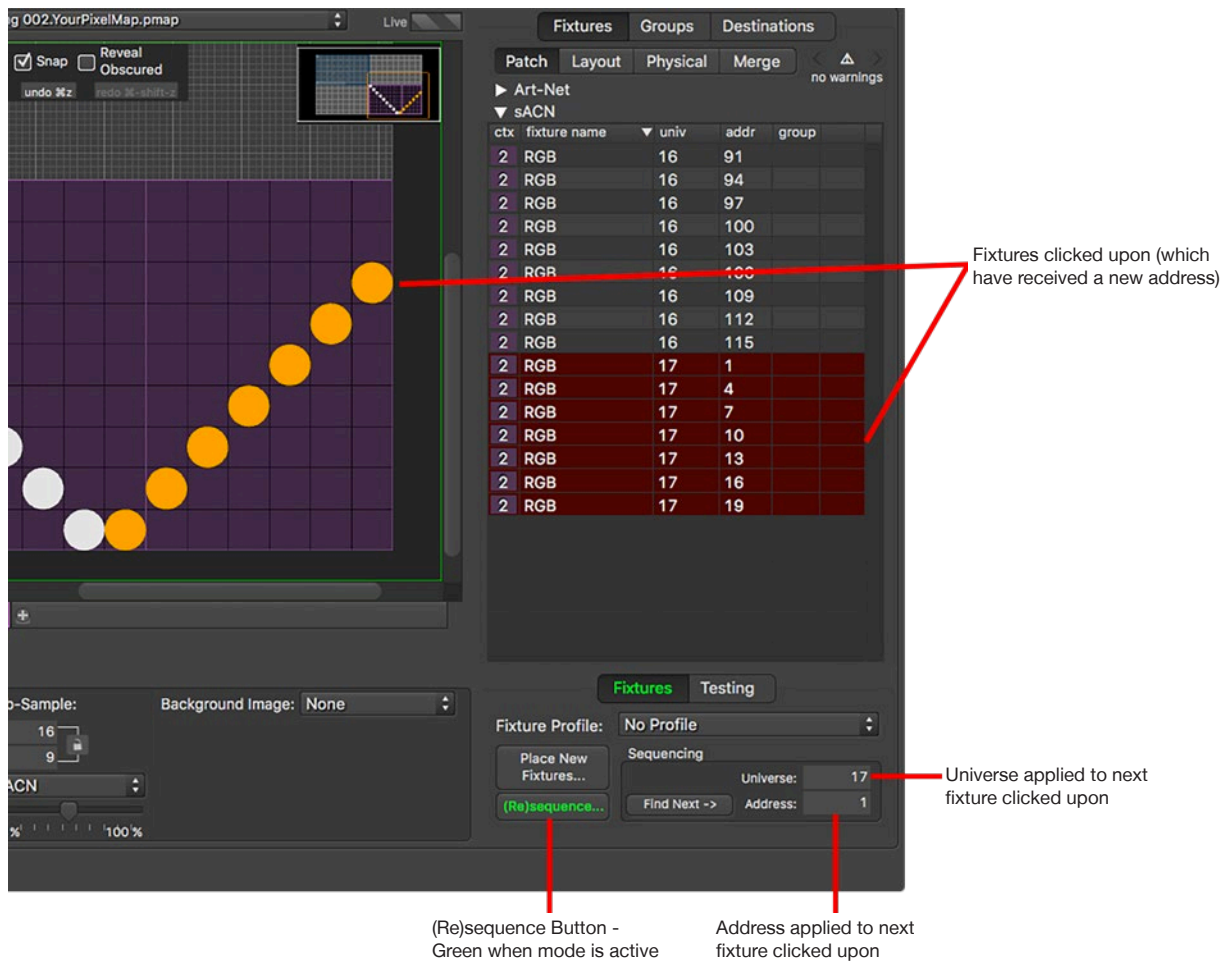 ng 002.YourPixelMap.pmap
Live
Snap
Reveal
Obscured
undo ⌘z
redo ⌘-shift-z
Fixtures Groups Destinations
Patch Layout Physical Merge
no warnings
Art-Net
sACN
ctx fixture name univ addr group
2 RGB 16 91
2 RGB 16 94
2 RGB 16 97
2 RGB 16 100
2 RGB 16 103
2 RGB 16 106
2 RGB 16 109
2 RGB 16 112
2 RGB 16 115
2 RGB 17 1
2 RGB 17 4
2 RGB 17 7
2 RGB 17 10
2 RGB 17 13
2 RGB 17 16
2 RGB 17 19
Fixtures clicked upon (which
have received a new address)
o-Sample:
16
9
ACN
% 100 %
Background Image: None
Fixtures Testing
Fixture Profile: No Profile
Place New
Fixtures...
(Re)sequence...
Sequencing
Universe: 17
Find Next -> Address: 1
Universe applied to next
fixture clicked upon
(Re)sequence Button -
Green when mode is active
Address applied to next
fixture clicked upon